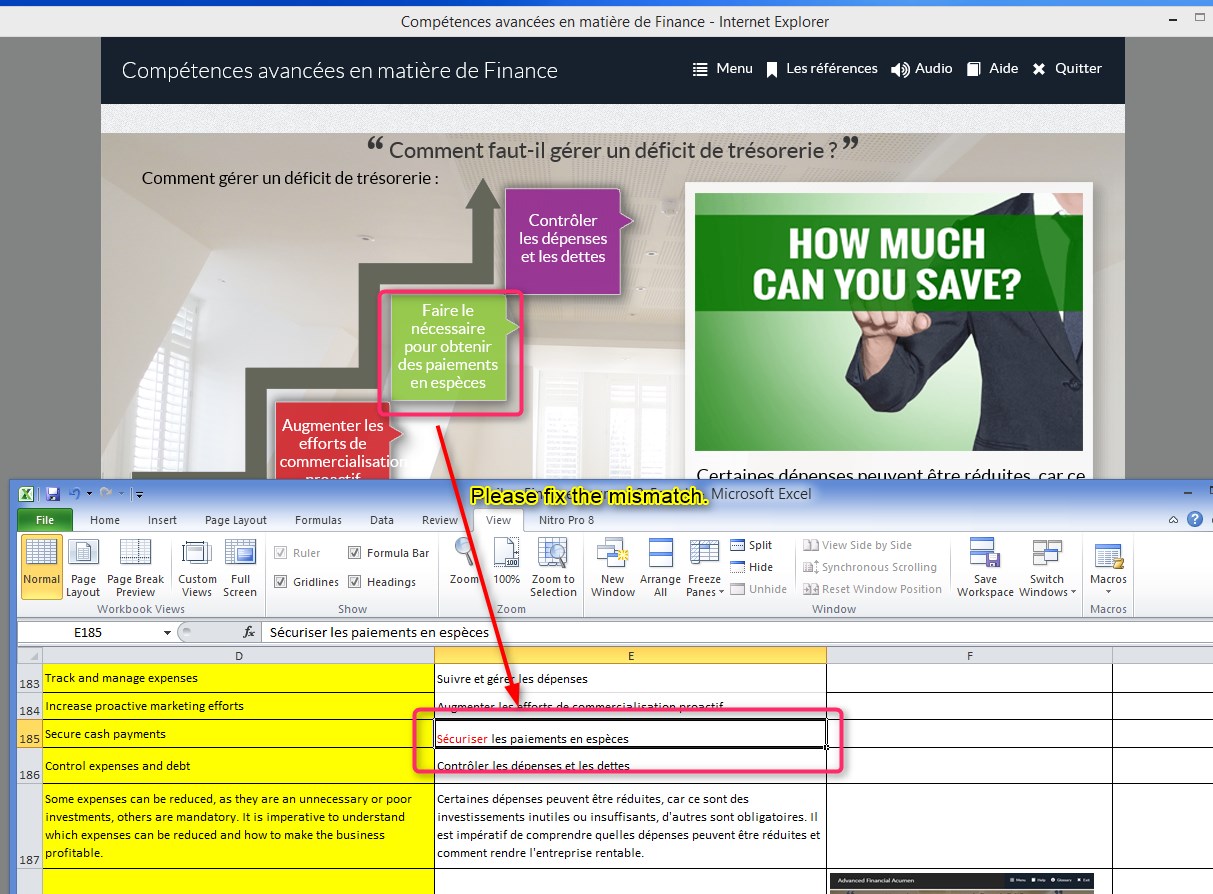 Compétences avancées en matière de Finance - Internet Explorer
Compétences avancées en matière de Finance
Menu
Les références
Audio
Aide
Quitter
“ Comment faut-il gérer un déficit de trésorerie ? ”
Comment gérer un déficit de trésorerie :
Contrôler
les dépenses
et les dettes
HOW MUCH
CAN YOU SAVE?
Faire le
nécessaire
pour obtenir
des paiements
en espèces
Augmenter les
efforts de
commercialisation
proactif
Certaines dépenses peuvent être réduites, car ce
Please fix the mismatch.
Microsoft Excel
File
Home
Insert
Page Layout
Formulas
Data
Review
View
Nitro Pro 8
Normal
Page
Layout
Page Break
Preview
Custom
Views
Full
Screen
Workbook Views
Ruler
Formula Bar
Gridlines
Headings
Show
Zoom
100%
Zoom to
Selection
Zoom
New
Window
Arrange
All
Freeze
Panes
Split
Hide
Unhide
View Side by Side
Synchronous Scrolling
Reset Window Position
Window
Save
Workspace
Switch
Windows
Macros
Macros
E185
fx
Sécuriser les paiements en espèces
D
E
F
183
Track and manage expenses
Suivre et gérer les dépenses
184
Increase proactive marketing efforts
Augmenter les efforts de commercialisation proactif
185
Secure cash payments
Sécuriser les paiements en espèces
186
Control expenses and debt
Contrôler les dépenses et les dettes
187
Some expenses can be reduced, as they are an unnecessary or poor
investments, others are mandatory. It is imperative to understand
which expenses can be reduced and how to make the business
profitable.
Certaines dépenses peuvent être réduites, car ce sont des
investissements inutiles ou insuffisants, d'autres sont obligatoires. Il
est impératif de comprendre quelles dépenses peuvent être réduites et
comment rendre l'entreprise rentable.
Advanced Financial Acumen
Menu
Help
Glossary
Exit